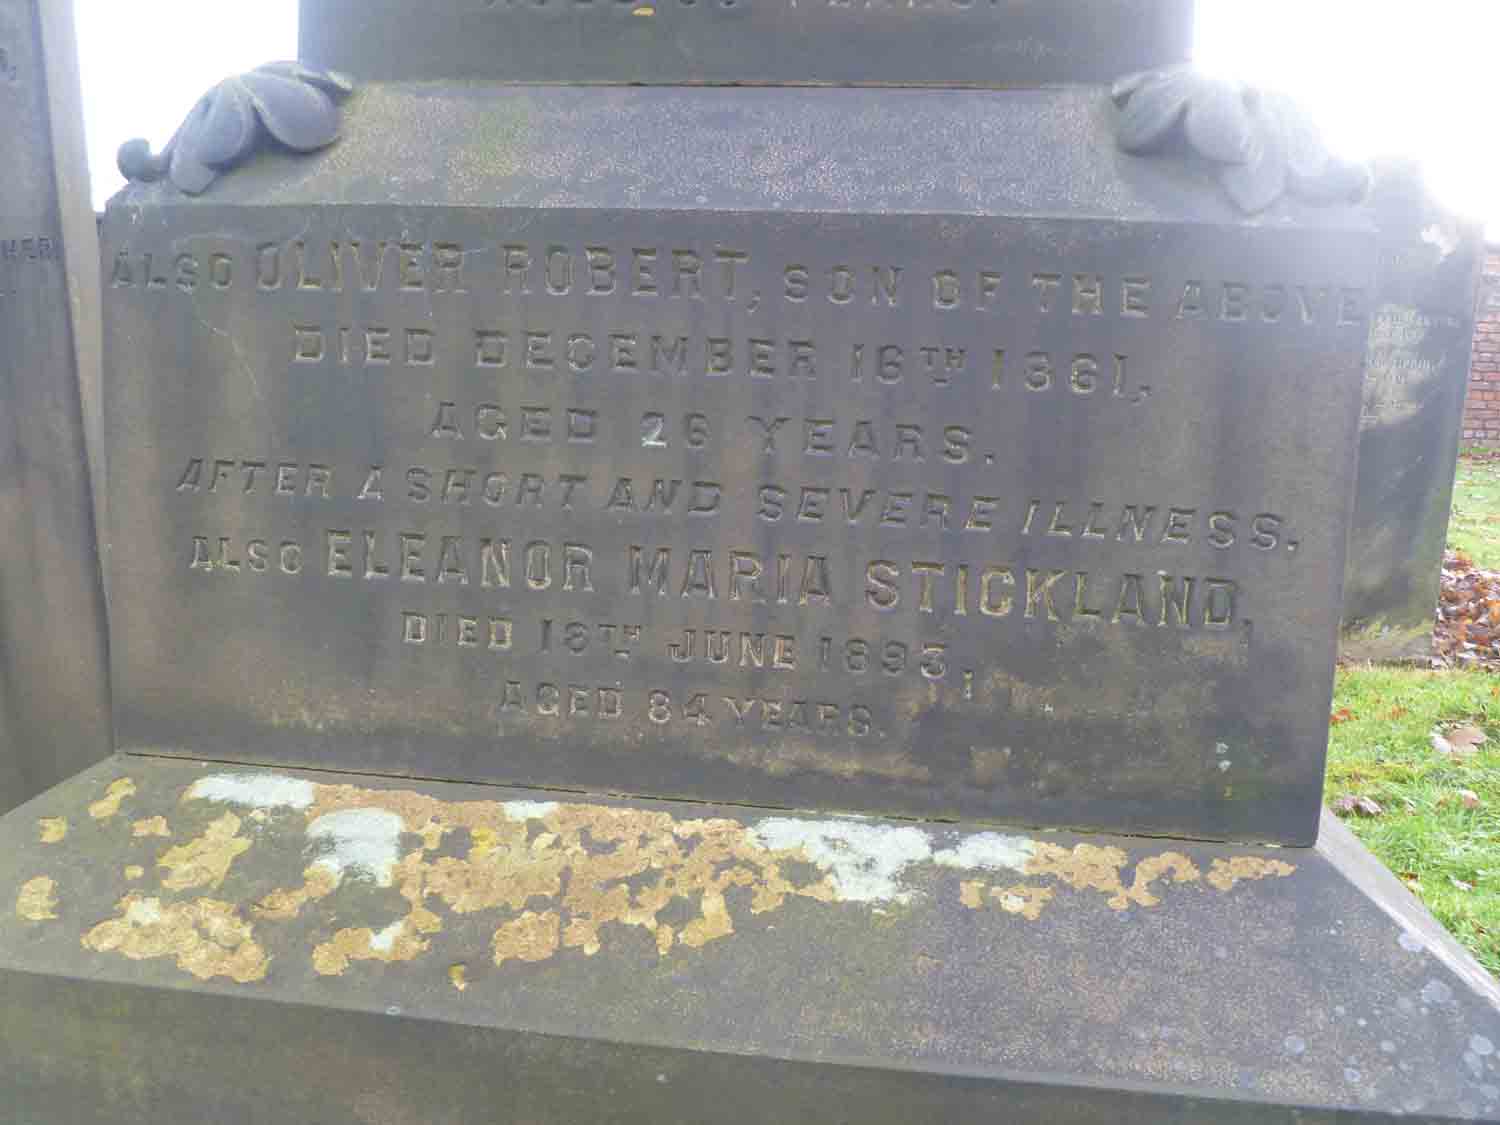 YEARS.
ALSO OLIVER ROBERT, SON OF THE ABOVE
DIED DECEMBER 16TH 1861,
AGED 26 YEARS.
AFTER A SHORT AND SEVERE ILLNESS.
ALSO ELEANOR MARIA STICKLAND,
DIED 18TH JUNE 1893,
AGED 84 YEARS.